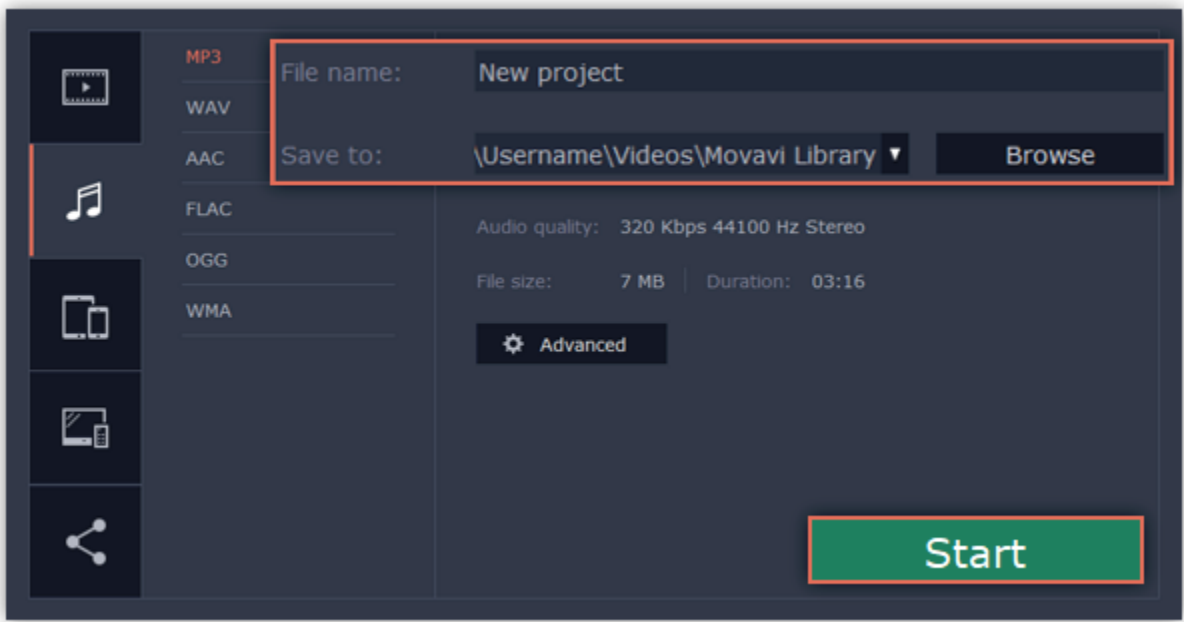 MP3
WAV
AAC
FLAC
OGG
WMA
File name: New project
Save to: \Username\Videos\Movavi Library ▼ Browse
Audio quality: 320 Kbps 44100 Hz Stereo
File size: 7 MB Duration: 03:16
Advanced
Start